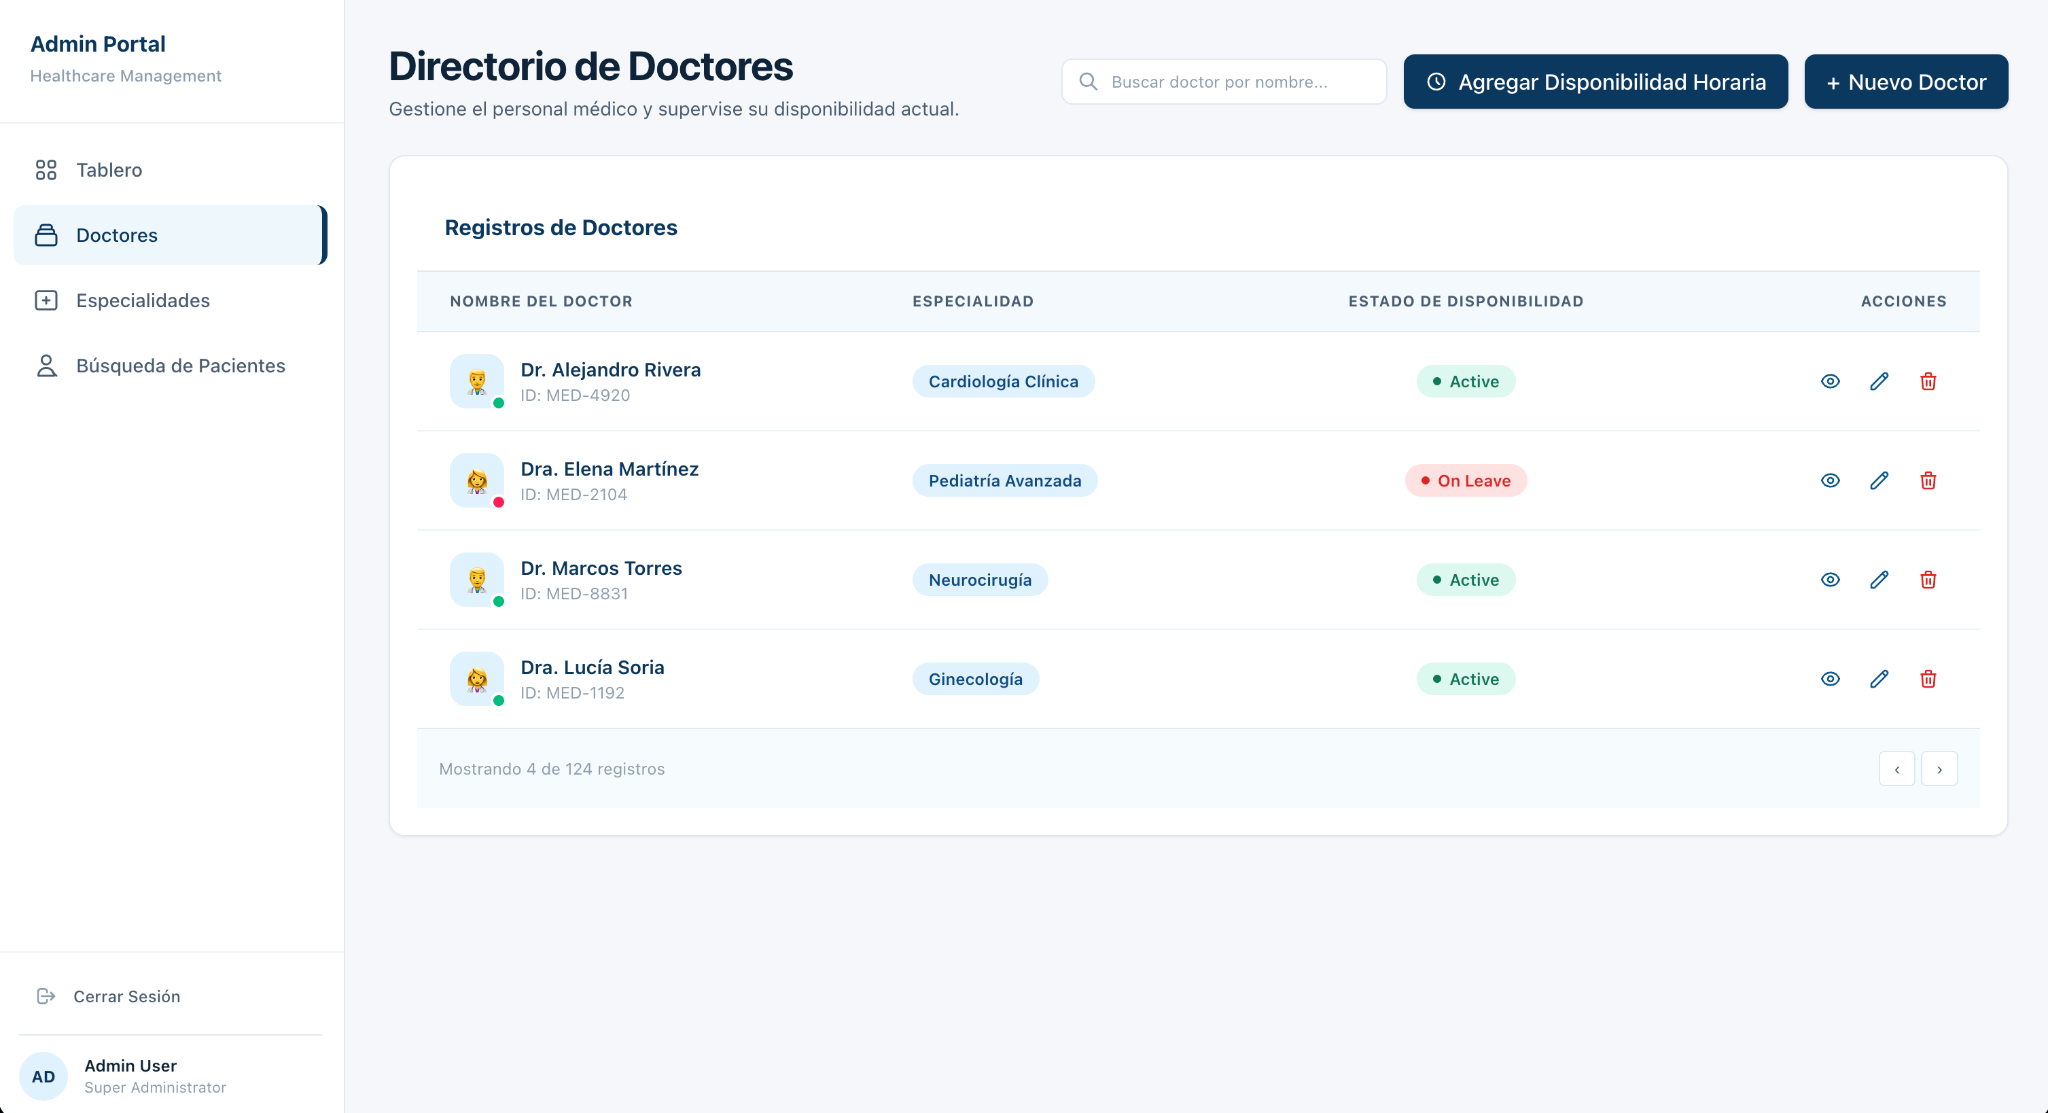 Admin Portal
Healthcare Management
Tablero
Doctores
Especialidades
Búsqueda de Pacientes
Cerrar Sesión
AD
Admin User
Super Administrator
Directorio de Doctores
Gestione el personal médico y supervise su disponibilidad actual.
Buscar doctor por nombre...
Agregar Disponibilidad Horaria
+ Nuevo Doctor
Registros de Doctores
NOMBRE DEL DOCTOR ESPECIALIDAD ESTADO DE DISPONIBILIDAD ACCIONES
Dr. Alejandro Rivera
ID: MED-4920
Cardiología Clínica
Active
Dra. Elena Martínez
ID: MED-2104
Pediatría Avanzada
On Leave
Dr. Marcos Torres
ID: MED-8831
Neurocirugía
Active
Dra. Lucía Soria
ID: MED-1192
Ginecología
Active
Mostrando 4 de 124 registros
‹ ›